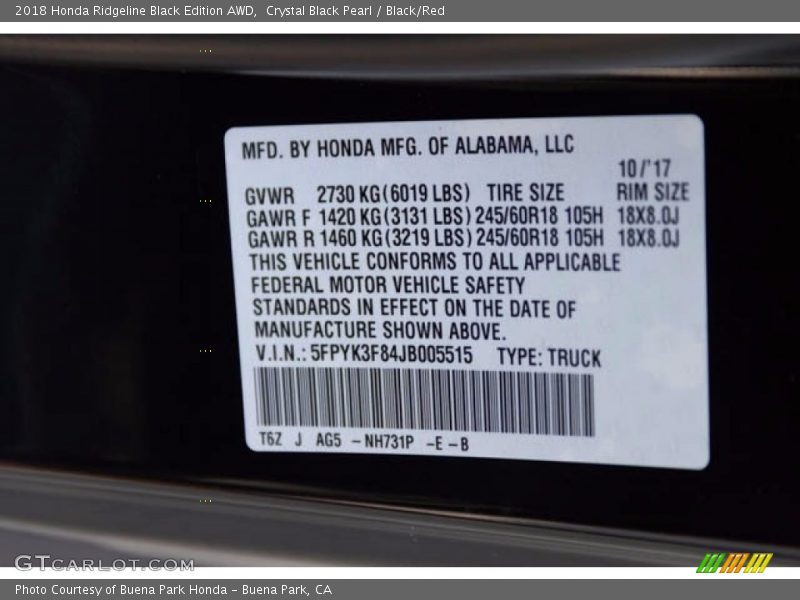 2018 Honda Ridgeline Black Edition AWD, Crystal Black Pearl / Black/Red
MFD. BY HONDA MFG. OF ALABAMA, LLC
10/'17
GVWR 2730 KG(6019 LBS) TIRE SIZE RIM SIZE
GAWR F 1420 KG(3131 LBS) 245/60R18 105H 18X8.0J
GAWR R 1460 KG(3219 LBS) 245/60R18 105H 18X8.0J
THIS VEHICLE CONFORMS TO ALL APPLICABLE
FEDERAL MOTOR VEHICLE SAFETY
STANDARDS IN EFFECT ON THE DATE OF
MANUFACTURE SHOWN ABOVE.
V.I.N.: 5FPYK3F84JB005515 TYPE: TRUCK
T6Z J AG5 -NH731P -E-B
GTCARLOT.COM
Photo Courtesy of Buena Park Honda - Buena Park, CA